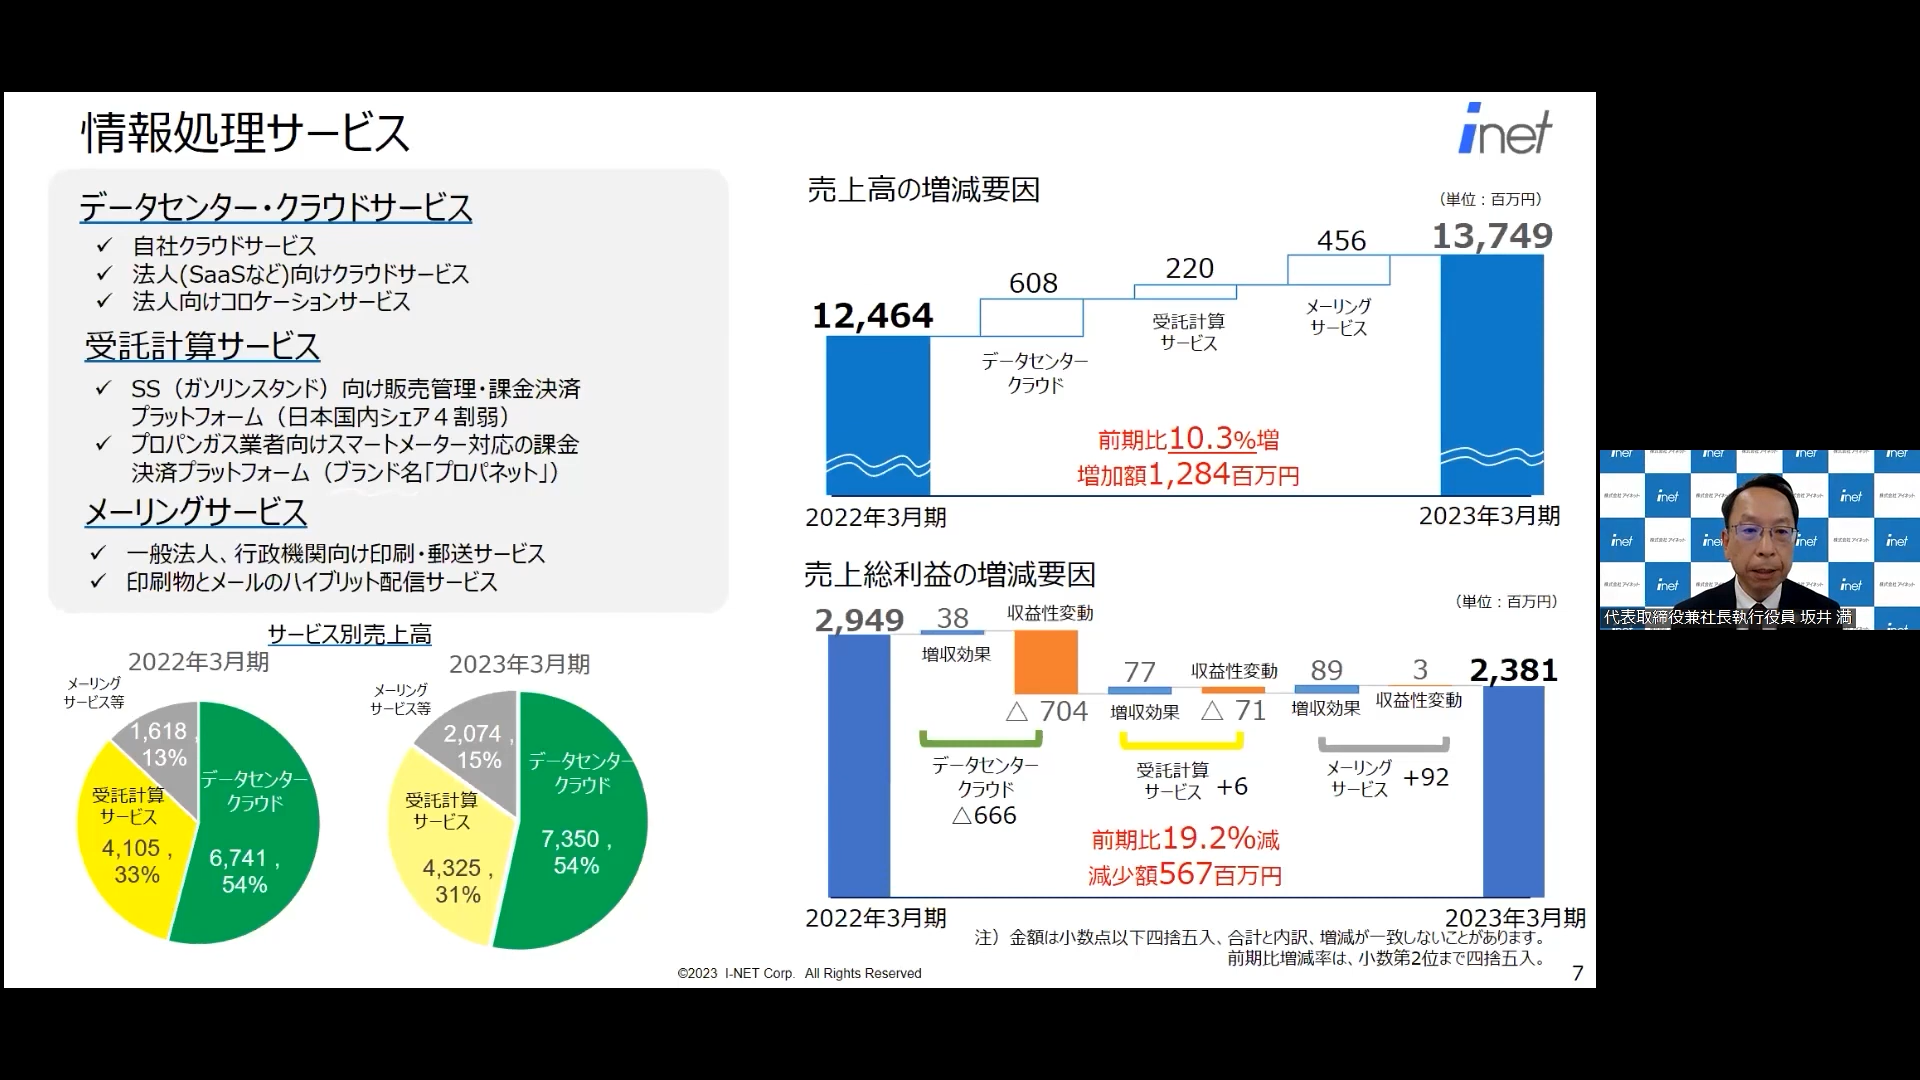 情報処理サービス
inet
データセンター・クラウドサービス
✓ 自社クラウドサービス
✓ 法人(SaaSなど)向けクラウドサービス
✓ 法人向けコロケーションサービス
受託計算サービス
✓ SS（ガソリンスタンド）向け販売管理・課金決済
プラットフォーム（日本国内シェア４割弱）
✓ プロパンガス業者向けスマートメーター対応の課金
決済プラットフォーム（ブランド名「プロパネット」）
メーリングサービス
✓ 一般法人、行政機関向け印刷・郵送サービス
✓ 印刷物とメールのハイブリット配信サービス
サービス別売上高
2022年3月期
メーリング
サービス等
1,618 ,
13%
データセンター
クラウド
6,741 ,
54%
受託計算
サービス
4,105 ,
33%
2023年3月期
メーリング
サービス等
2,074 ,
15%
データセンター
クラウド
7,350 ,
54%
受託計算
サービス
4,325 ,
31%
売上高の増減要因
（単位：百万円）
12,464
608
データセンター
クラウド
220
受託計算
サービス
456
メーリング
サービス
13,749
前期比10.3%増
増加額1,284百万円
2022年3月期
2023年3月期
売上総利益の増減要因
（単位：百万円）
2,949
38
増収効果
収益性変動
△ 704
77
増収効果
収益性変動
△ 71
89
増収効果
3
収益性変動
2,381
データセンター
クラウド
△666
受託計算
サービス
+6
メーリング
サービス
+92
前期比19.2%減
減少額567百万円
2022年3月期
2023年3月期
注）金額は小数点以下四捨五入、合計と内訳、増減が一致しないことがあります。
前期比増減率は、小数第2位まで四捨五入。
©2023 I-NET Corp. All Rights Reserved
7
inet
株式会社アイネット
代表取締役兼社長執行役員 坂井 満